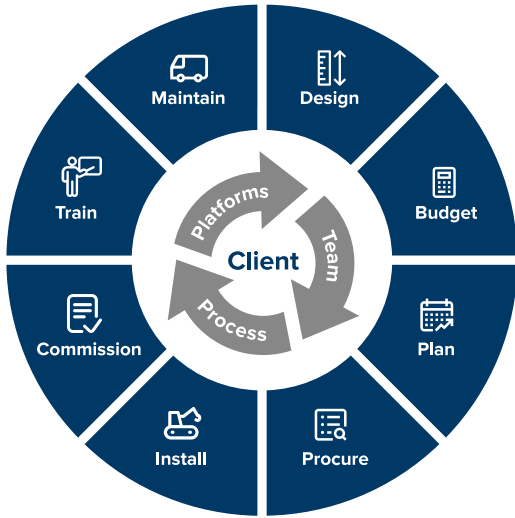 Maintain
Design
Train
Budget
Platforms
Team
Client
Process
Commission
Plan
Install
Procure